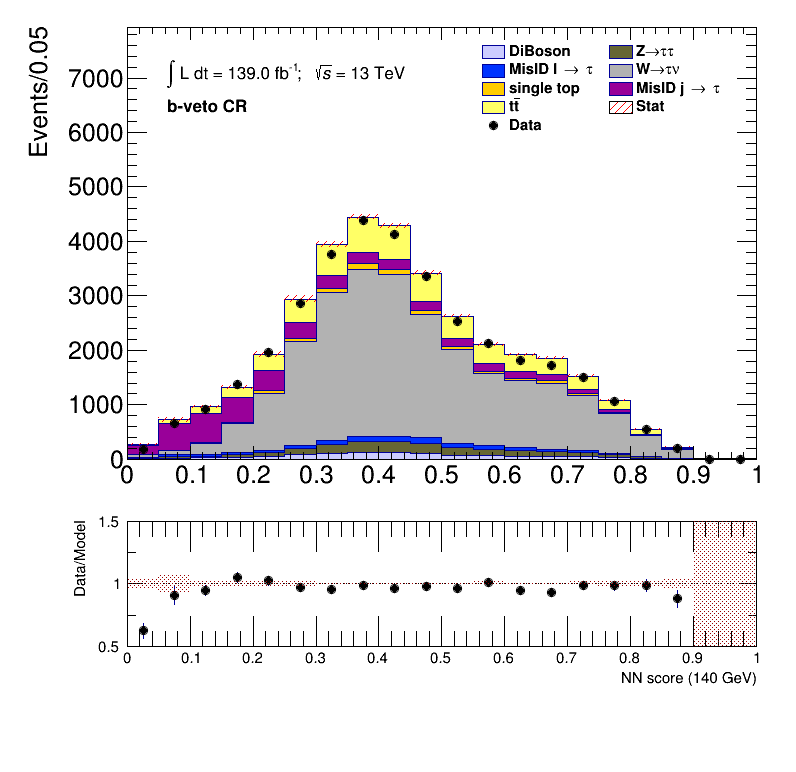 Events/0.05
7000
6000
5000
4000
3000
2000
1000
0
∫ L dt = 139.0 fb⁻¹; √s = 13 TeV
b-veto CR
DiBoson
MisID l → τ
single top
tt̄
Data
Z→ττ
W→τν
MisID j → τ
Stat
0 0.1 0.2 0.3 0.4 0.5 0.6 0.7 0.8 0.9 1
Data/Model
1.5
1
0.5
0 0.1 0.2 0.3 0.4 0.5 0.6 0.7 0.8 0.9 1
NN score (140 GeV)